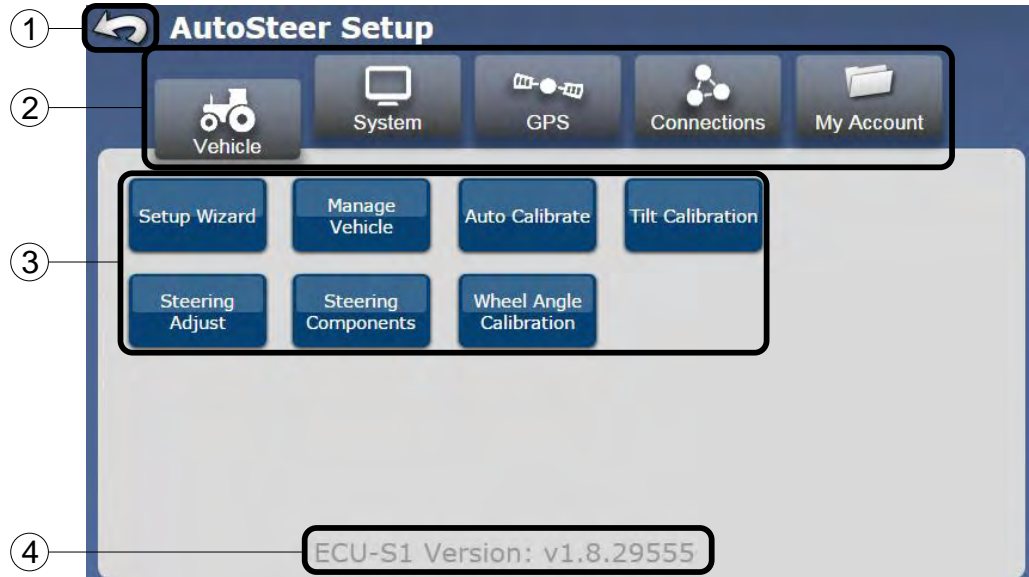 1
AutoSteer Setup
2
Vehicle
System
GPS
Connections
My Account
3
Setup Wizard
Manage
Vehicle
Auto Calibrate
Tilt Calibration
Steering
Adjust
Steering
Components
Wheel Angle
Calibration
4
ECU-S1 Version: v1.8.29555